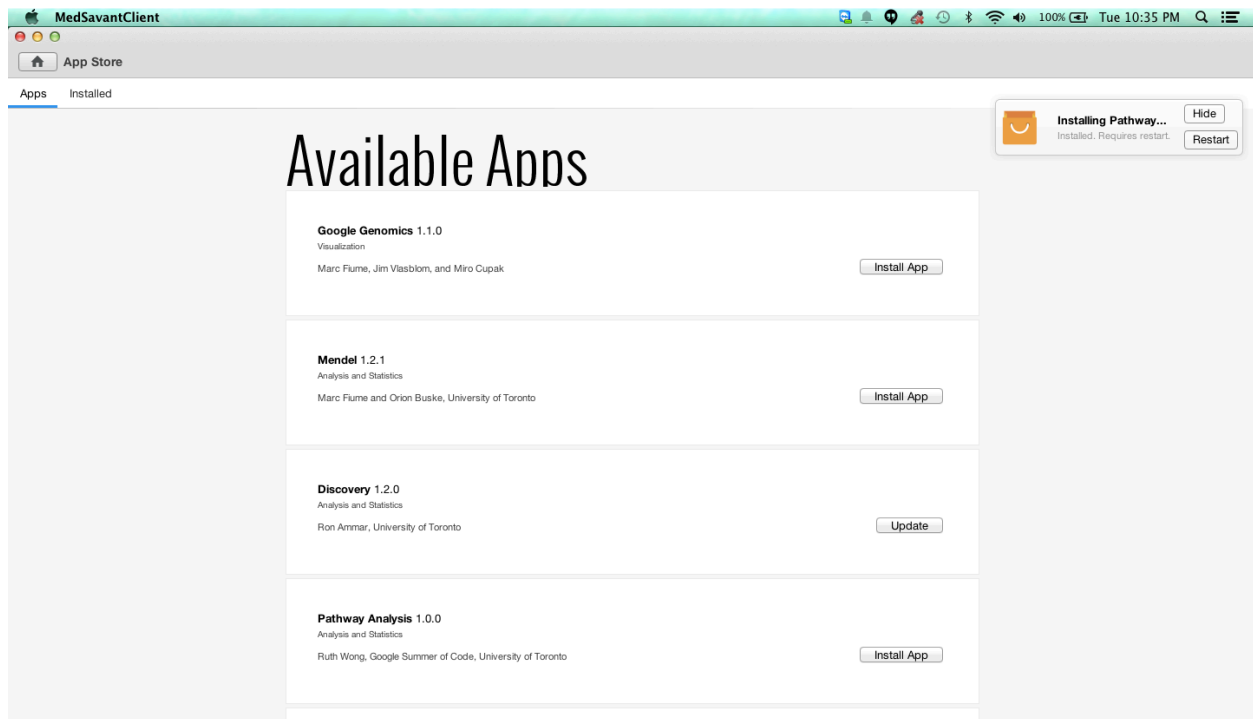 MedSavantClient
100% Tue 10:35 PM
App Store
Apps Installed
Installing Pathway...
Installed. Requires restart.
Hide
Restart
Available Apps
Google Genomics 1.1.0
Visualization
Marc Fiume, Jim Vlasblom, and Miro Cupak
Install App
Mendel 1.2.1
Analysis and Statistics
Marc Fiume and Orion Buske, University of Toronto
Install App
Discovery 1.2.0
Analysis and Statistics
Ron Ammar, University of Toronto
Update
Pathway Analysis 1.0.0
Analysis and Statistics
Ruth Wong, Google Summer of Code, University of Toronto
Install App